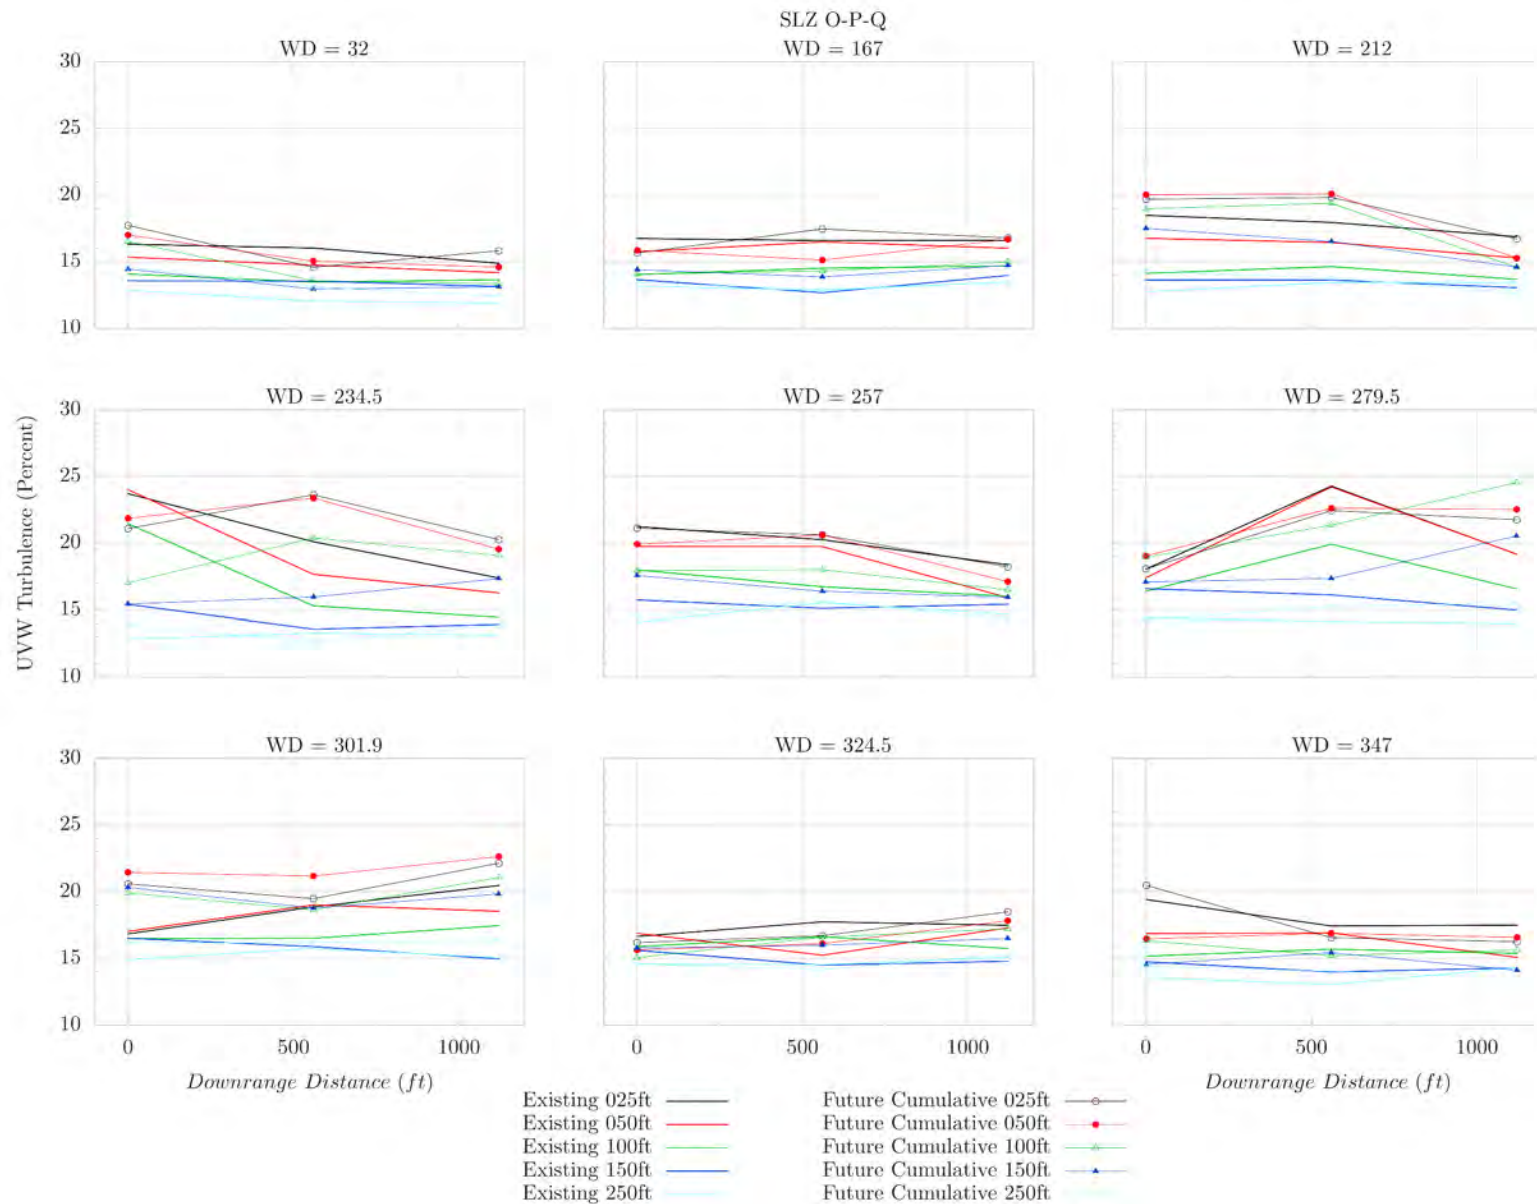 SLZ O-P-Q
WD = 32
WD = 167
WD = 212
30
25
20
15
10
WD = 234.5
WD = 257
WD = 279.5
30
25
20
15
10
UVW Turbulence (Percent)
WD = 301.9
WD = 324.5
WD = 347
30
25
20
15
10
0 500 1000
0 500 1000
0 500 1000
Downrange Distance (ft)
Downrange Distance (ft)
Existing 025ft
Existing 050ft
Existing 100ft
Existing 150ft
Existing 250ft
Future Cumulative 025ft
Future Cumulative 050ft
Future Cumulative 100ft
Future Cumulative 150ft
Future Cumulative 250ft